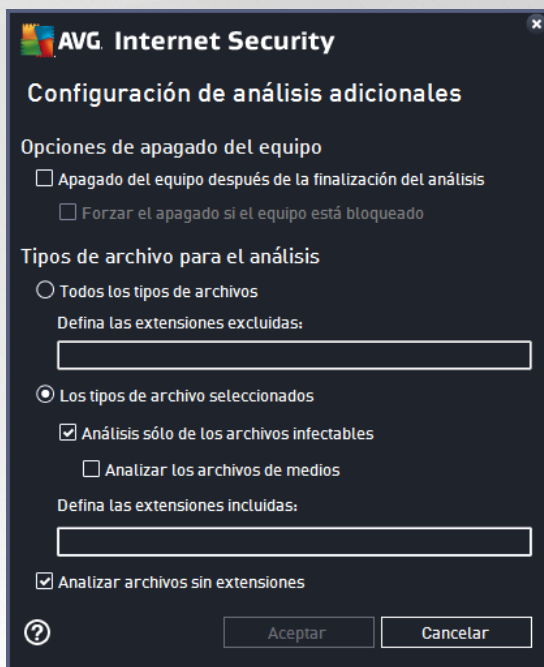 AVG. Internet Security
Configuración de análisis adicionales
Opciones de apagado del equipo
Apagado del equipo después de la finalización del análisis
Forzar el apagado si el equipo está bloqueado
Tipos de archivo para el análisis
Todos los tipos de archivos
Defina las extensiones excluidas:
Los tipos de archivo seleccionados
Análisis sólo de los archivos infectables
Analizar los archivos de medios
Defina las extensiones incluidas:
Analizar archivos sin extensiones
Aceptar
Cancelar